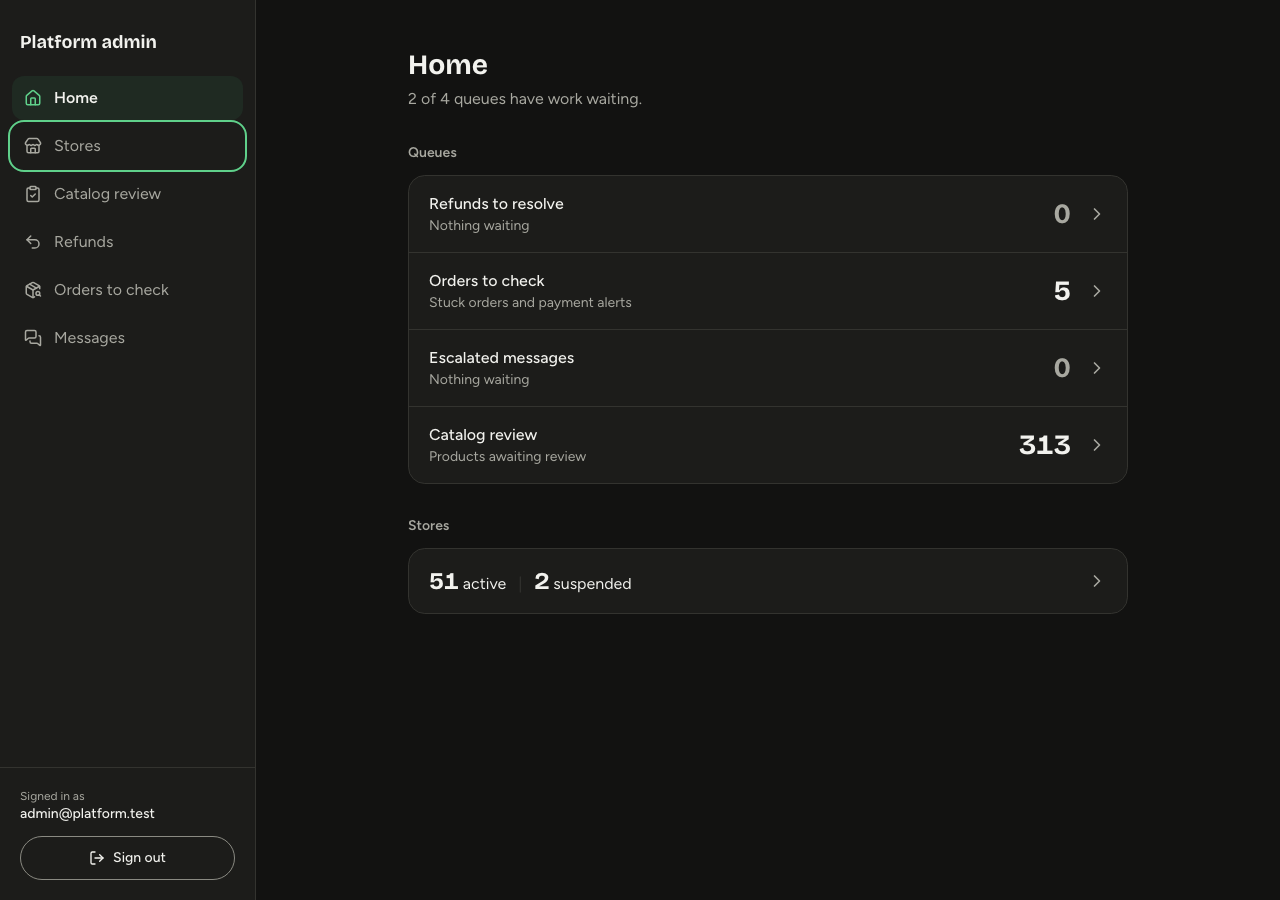 Platform admin
Home
Stores
Catalog review
Refunds
Orders to check
Messages
Signed in as
admin@platform.test
Sign out
Home
2 of 4 queues have work waiting.
Queues
Refunds to resolve
Nothing waiting
0
Orders to check
Stuck orders and payment alerts
5
Escalated messages
Nothing waiting
0
Catalog review
Products awaiting review
313
Stores
51 active 2 suspended